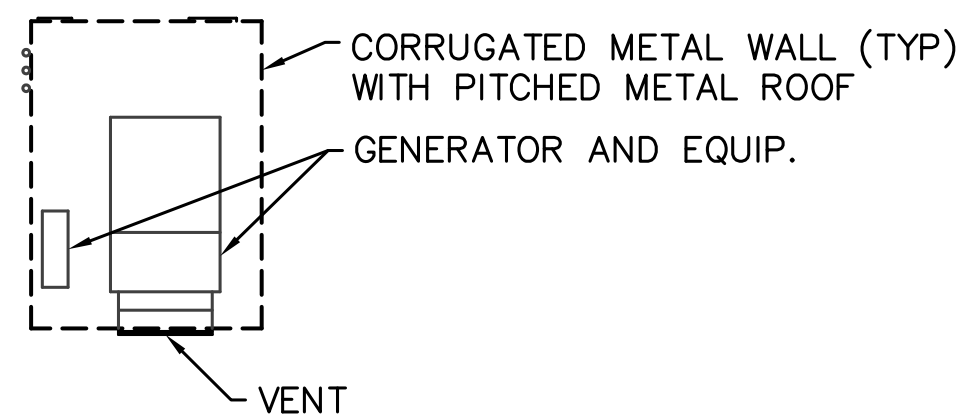 CORRUGATED METAL WALL (TYP)
WITH PITCHED METAL ROOF
GENERATOR AND EQUIP.
VENT